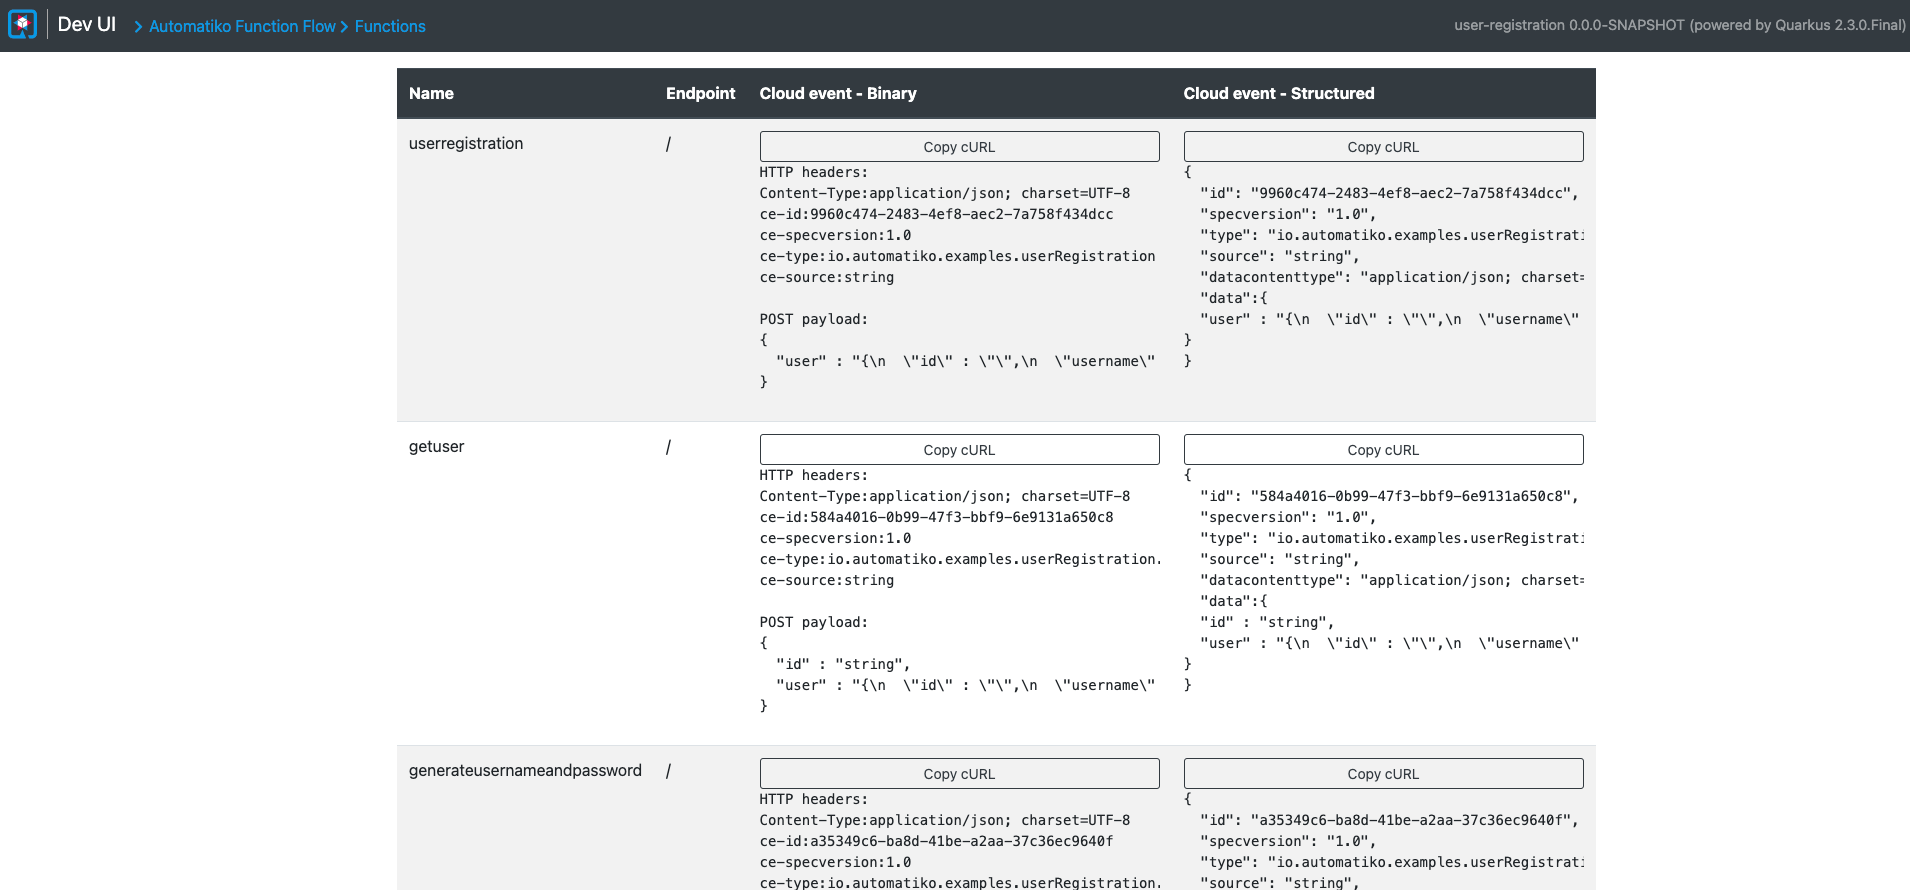 Dev UI
Automatiko Function Flow
Functions
user-registration 0.0.0-SNAPSHOT (powered by Quarkus 2.3.0.Final)
Name
Endpoint
Cloud event - Binary
Cloud event - Structured
userregistration
/
Copy cURL
HTTP headers:
Content-Type:application/json; charset=UTF-8
ce-id:9960c474-2483-4ef8-aec2-7a758f434dcc
ce-specversion:1.0
ce-type:io.automatiko.examples.userRegistration
ce-source:string
POST payload:
{
"user" : "{\n  \"id\" : \"\",\n  \"username\"
}
Copy cURL
{
"id": "9960c474-2483-4ef8-aec2-7a758f434dcc",
"specversion": "1.0",
"type": "io.automatiko.examples.userRegistrati
"source": "string",
"datacontenttype": "application/json; charset=
"data":{
"user" : "{\n  \"id\" : \"\",\n  \"username\"
}
}
getuser
/
Copy cURL
HTTP headers:
Content-Type:application/json; charset=UTF-8
ce-id:584a4016-0b99-47f3-bbf9-6e9131a650c8
ce-specversion:1.0
ce-type:io.automatiko.examples.userRegistration.
ce-source:string
POST payload:
{
"id" : "string",
"user" : "{\n  \"id\" : \"\",\n  \"username\"
}
Copy cURL
{
"id": "584a4016-0b99-47f3-bbf9-6e9131a650c8",
"specversion": "1.0",
"type": "io.automatiko.examples.userRegistrati
"source": "string",
"datacontenttype": "application/json; charset=
"data":{
"id" : "string",
"user" : "{\n  \"id\" : \"\",\n  \"username\"
}
}
generateusernameandpassword
/
Copy cURL
HTTP headers:
Content-Type:application/json; charset=UTF-8
ce-id:a35349c6-ba8d-41be-a2aa-37c36ec9640f
ce-specversion:1.0
ce-type:io.automatiko.examples.userRegistration.
Copy cURL
{
"id": "a35349c6-ba8d-41be-a2aa-37c36ec9640f",
"specversion": "1.0",
"type": "io.automatiko.examples.userRegistrati
"source": "string",